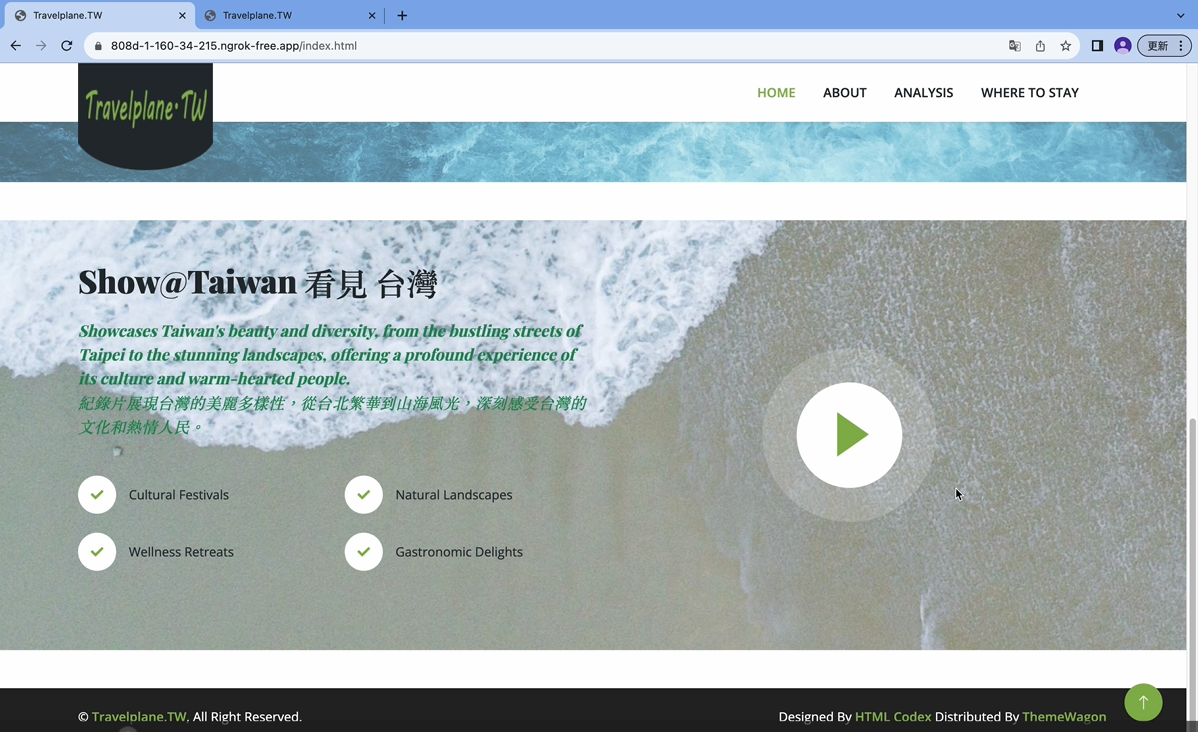 Travelplane.TW
Travelplane.TW
808d-1-160-34-215.ngrok-free.app/index.html
更新
Travelplane·TW
HOME ABOUT ANALYSIS WHERE TO STAY
Show@Taiwan 看見 台灣
Showcases Taiwan's beauty and diversity, from the bustling streets of
Taipei to the stunning landscapes, offering a profound experience of
its culture and warm-hearted people.
紀錄片展現台灣的美麗多樣性，從台北繁華到山海風光，深刻感受台灣的
文化和熱情人民。
Cultural Festivals
Natural Landscapes
Wellness Retreats
Gastronomic Delights
© Travelplane.TW, All Right Reserved.
Designed By HTML Codex Distributed By ThemeWagon